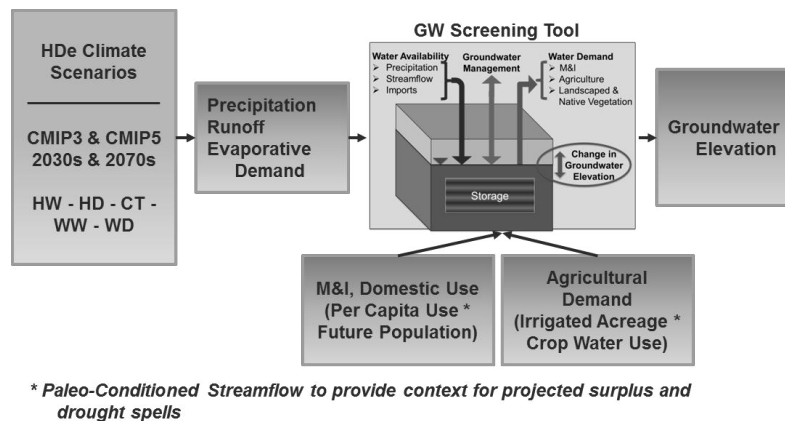 HDe Climate
Scenarios
CMIP3 & CMIP5
2030s & 2070s
HW - HD - CT -
WW - WD
Precipitation
Runoff
Evaporative
Demand
GW Screening Tool
Water Availability
➢ Precipitation
➢ Streamflow
➢ Imports
Groundwater
Management
Water Demand
➢ M&I
➢ Agriculture
➢ Landscaped &
Native Vegetation
Change in
Groundwater
Elevation
Storage
Groundwater
Elevation
M&I, Domestic Use
(Per Capita Use *
Future Population)
Agricultural
Demand
(Irrigated Acreage *
Crop Water Use)
* Paleo-Conditioned Streamflow to provide context for projected surplus and
drought spells